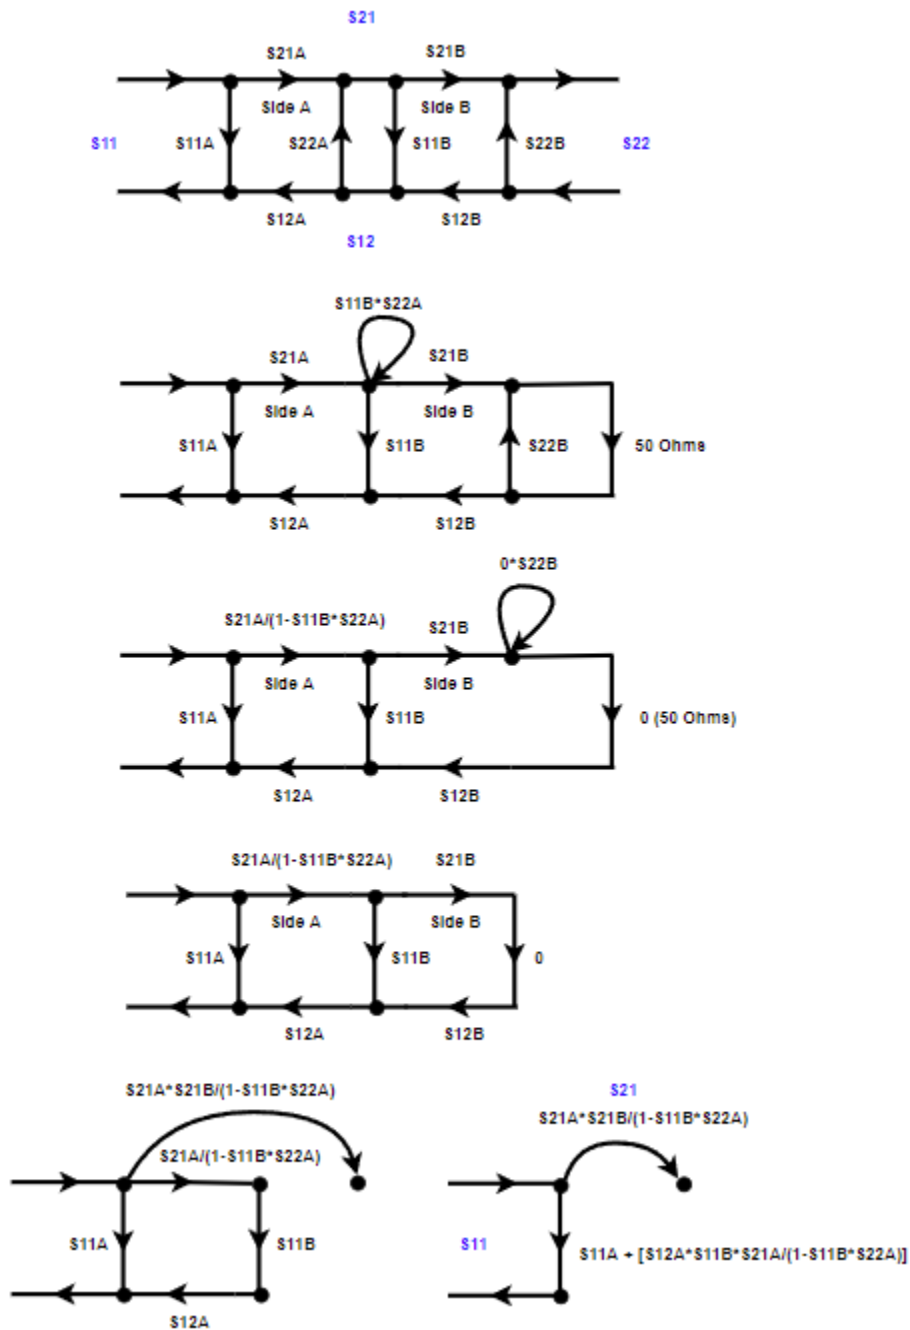 S21
S21A S21B
Side A Side B
S11 S11A S22A S11B S22B S22
S12A S12B
S12
S11B*S22A
S21A S21B
Side A Side B
S11A S11B S22B 50 Ohms
S12A S12B
0*S22B
S21A/(1-S11B*S22A) S21B
Side A Side B
S11A S11B 0 (50 Ohms)
S12A S12B
S21A/(1-S11B*S22A) S21B
Side A Side B
S11A S11B 0
S12A S12B
S21A*S21B/(1-S11B*S22A)
S21A/(1-S11B*S22A)
S11A S11B
S12A
S21
S21A*S21B/(1-S11B*S22A)
S11 S11A + [S12A*S11B*S21A/(1-S11B*S22A)]